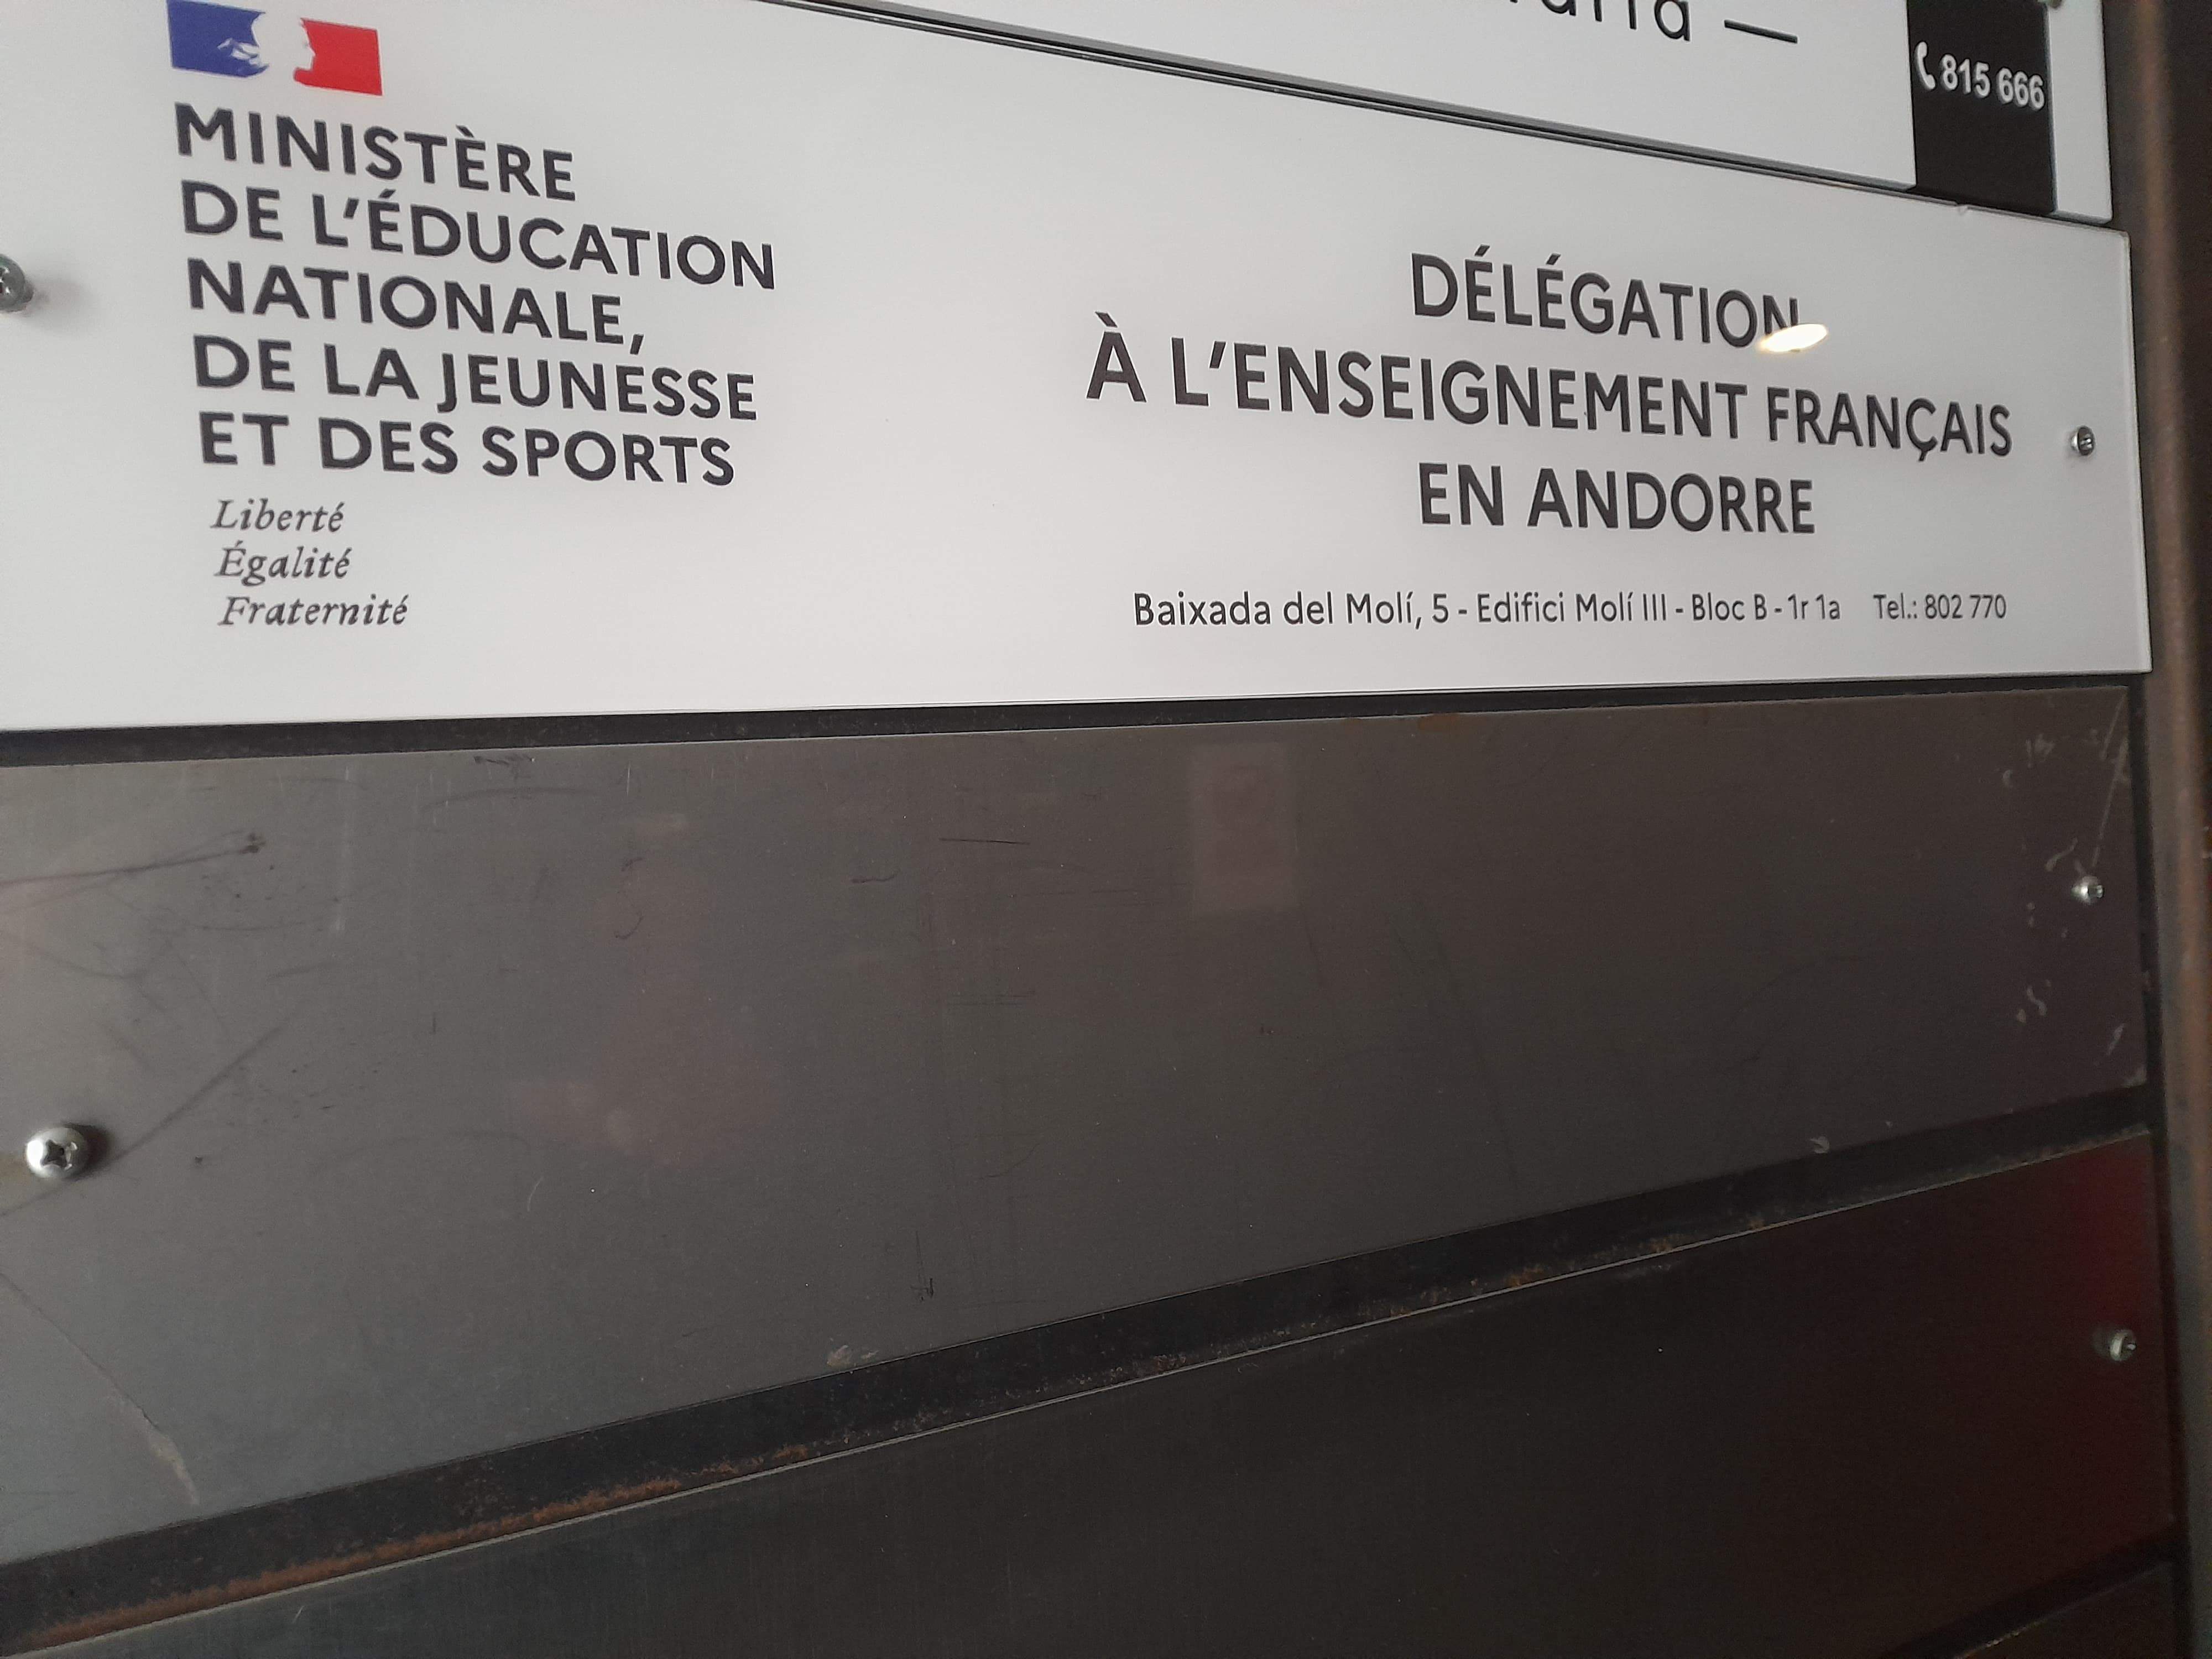 815 666
MINISTÈRE
DE L'ÉDUCATION
NATIONALE,
DE LA JEUNESSE
ET DES SPORTS
Liberté
Égalité
Fraternité
DÉLÉGATION
À L'ENSEIGNEMENT FRANÇAIS
EN ANDORRE
Baixada del Molí, 5 - Edifici Molí III - Bloc B - 1r 1a Tel.: 802 770